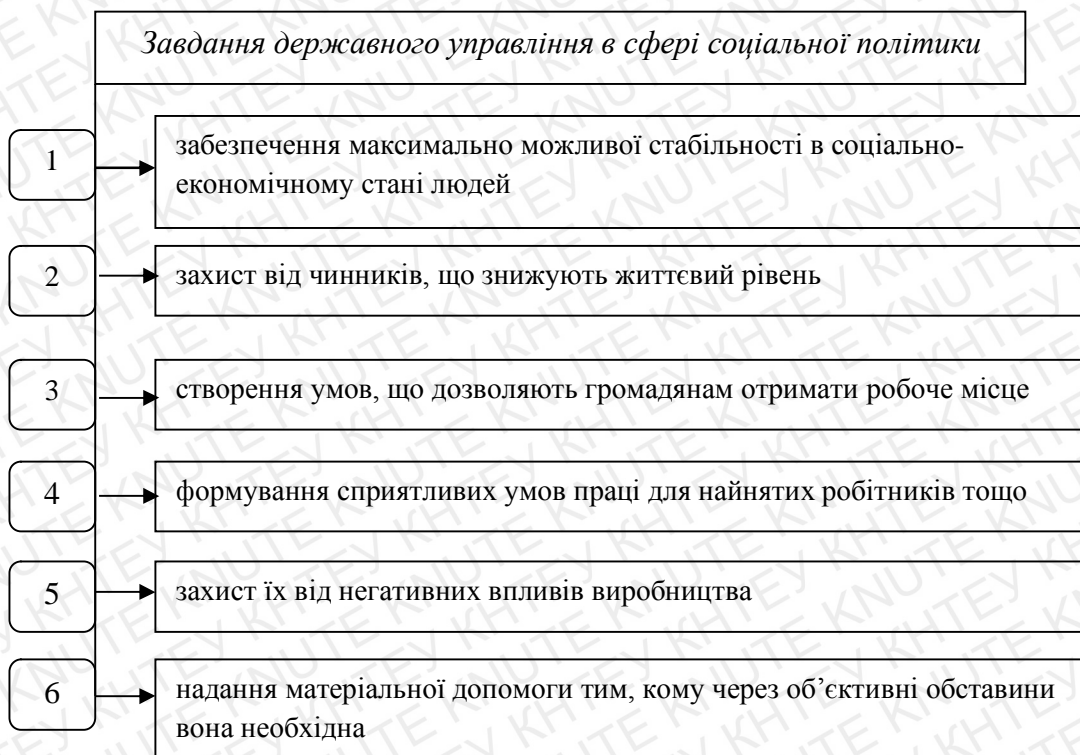 Завдання державного управління в сфері соціальної політики
1
забезпечення максимально можливої стабільності в соціально-
економічному стані людей
2
захист від чинників, що знижують життєвий рівень
3
створення умов, що дозволяють громадянам отримати робоче місце
4
формування сприятливих умов праці для найнятих робітників тощо
5
захист їх від негативних впливів виробництва
6
надання матеріальної допомоги тим, кому через об’єктивні обставини
вона необхідна